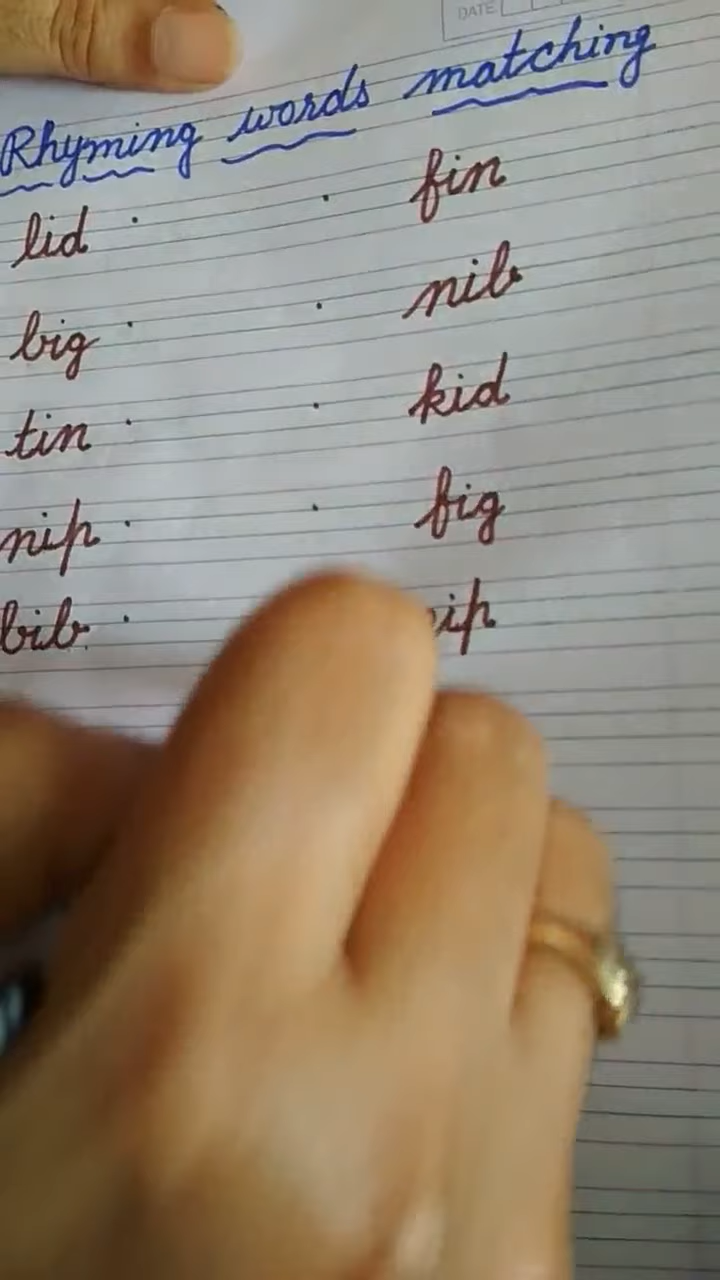 DATE
Rhyming words matching
lid fin
big nib
tin kid
nip fig
bib